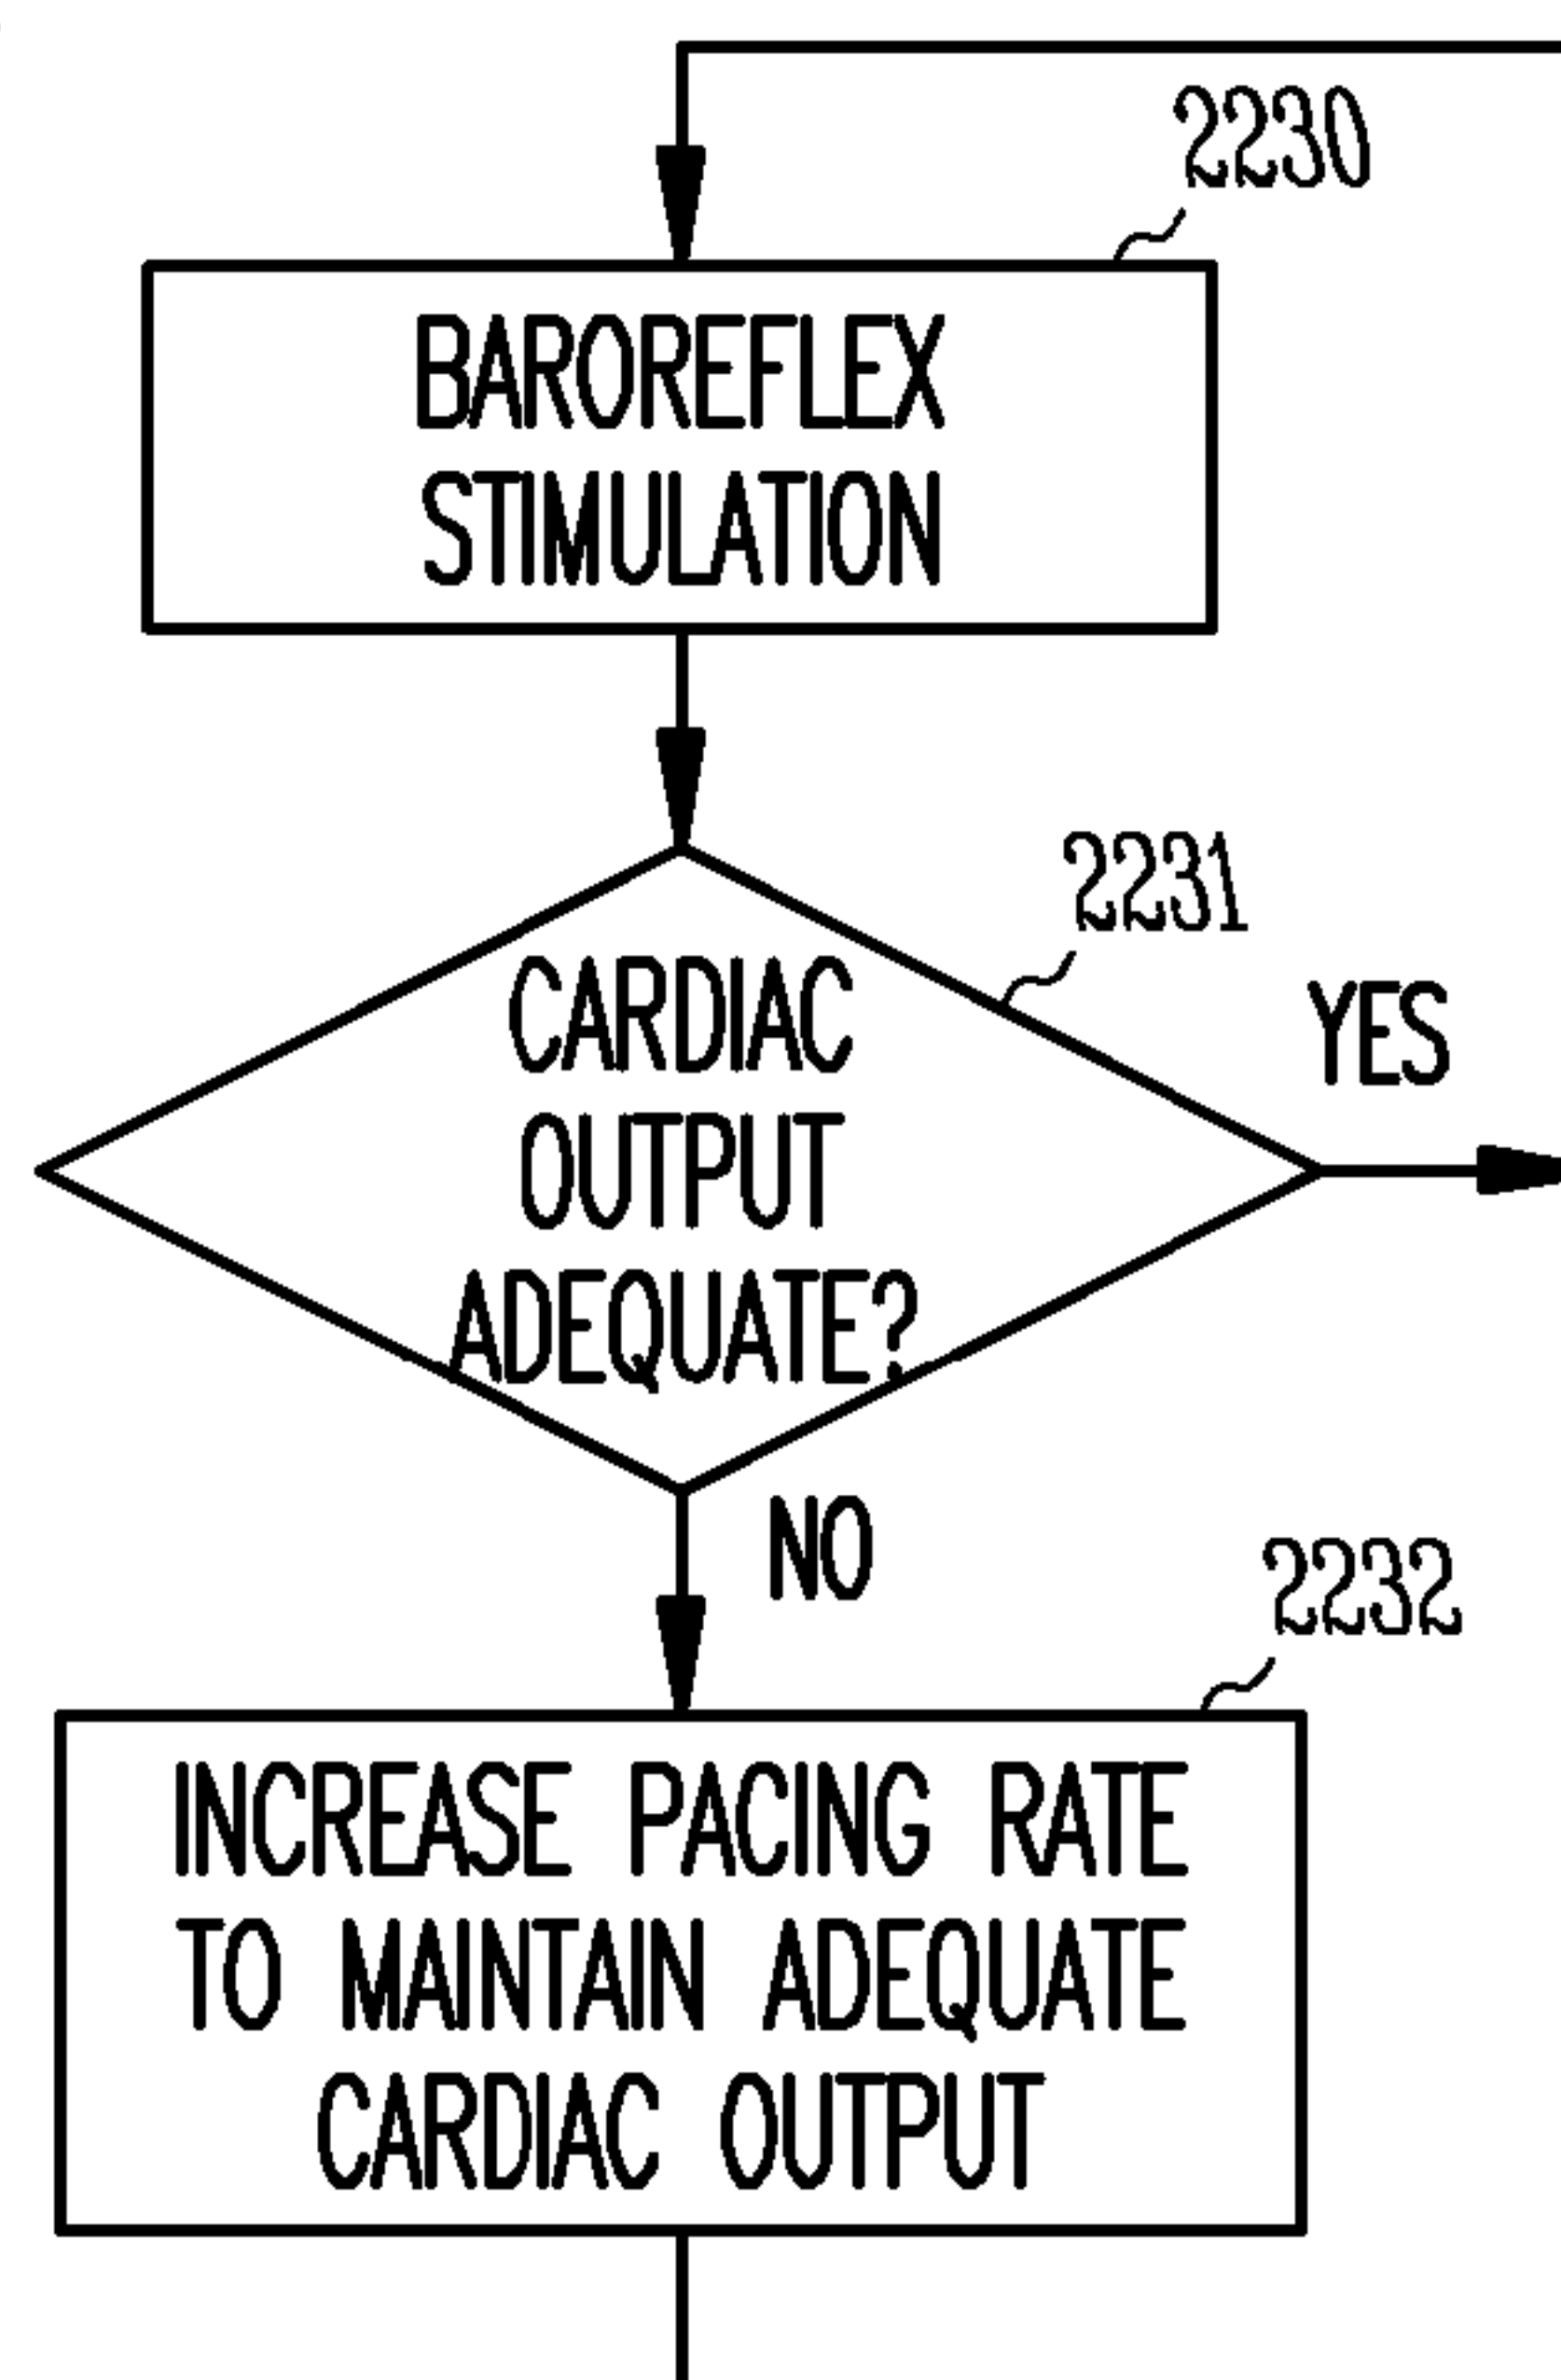 2230
BAROREFLEX
STIMULATION
2231
CARDIAC
OUTPUT
ADEQUATE?
YES
NO
2232
INCREASE PACING RATE
TO MAINTAIN ADEQUATE
CARDIAC OUTPUT